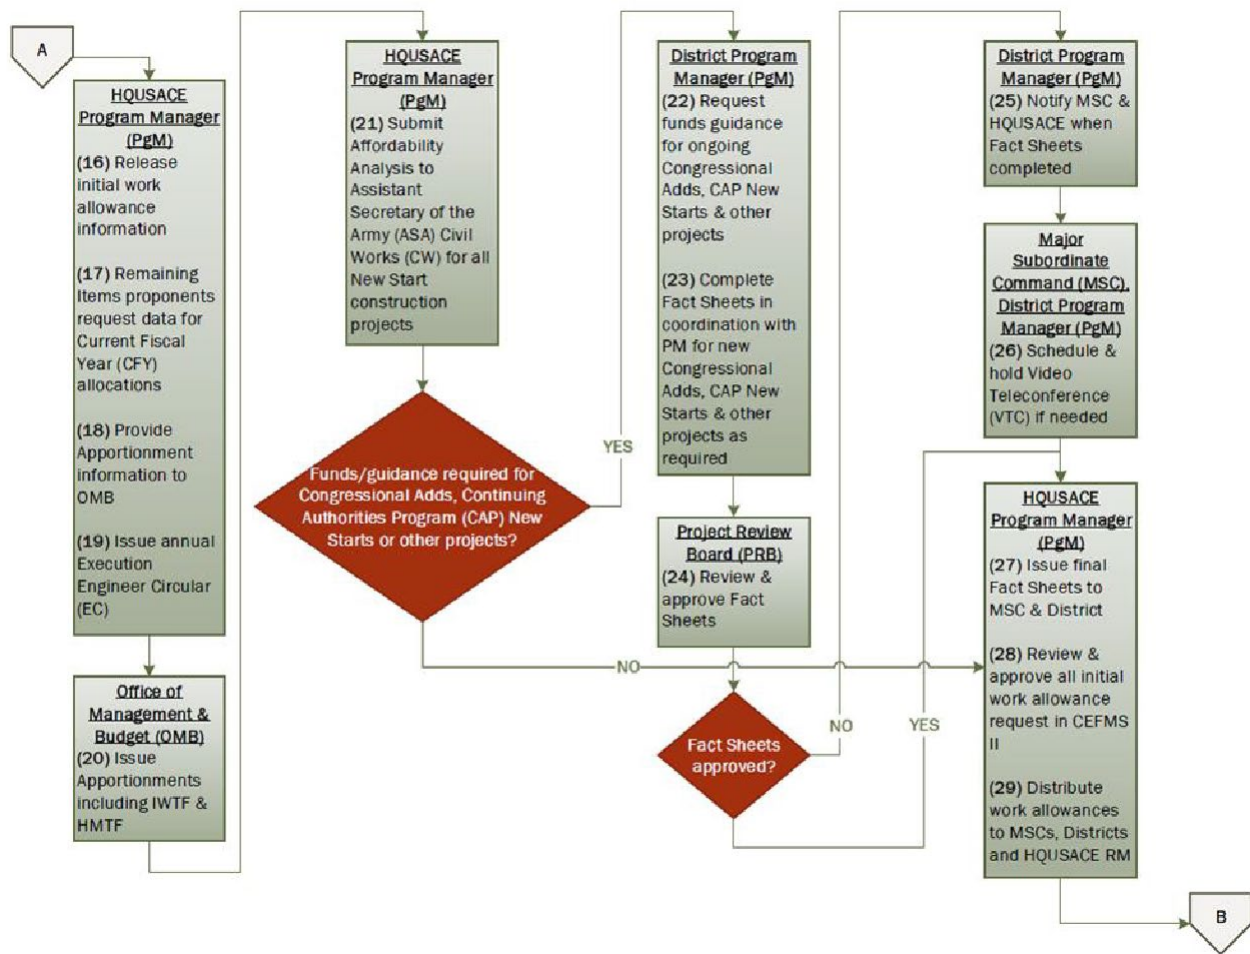 A
HQUSACE
Program Manager
(PgM)
(16) Release
initial work
allowance
information
(17) Remaining
Items proponents
request data for
Current Fiscal
Year (CFY)
allocations
(18) Provide
Apportionment
information to
OMB
(19) Issue annual
Execution
Engineer Circular
(EC)
Office of
Management &
Budget (OMB)
(20) Issue
Apportionments
including IWTF &
HMTF
HQUSACE
Program Manager
(PgM)
(21) Submit
Affordability
Analysis to
Assistant
Secretary of the
Army (ASA) Civil
Works (CW) for all
New Start
construction
projects
Funds/guidance required for
Congressional Adds, Continuing
Authorities Program (CAP) New
Starts or other projects?
YES
NO
District Program
Manager (PgM)
(22) Request
funds guidance
for ongoing
Congressional
Adds, CAP New
Starts & other
projects
(23) Complete
Fact Sheets in
coordination with
PM for new
Congressional
Adds, CAP New
Starts & other
projects as
required
Project Review
Board (PRB)
(24) Review &
approve Fact
Sheets
Fact Sheets
approved?
NO
YES
District Program
Manager (PgM)
(25) Notify MSC &
HQUSACE when
Fact Sheets
completed
Major
Subordinate
Command (MSC),
District Program
Manager (PgM)
(26) Schedule &
hold Video
Teleconference
(VTC) if needed
HQUSACE
Program Manager
(PgM)
(27) Issue final
Fact Sheets to
MSC & District
(28) Review &
approve all initial
work allowance
request in CEFMS
II
(29) Distribute
work allowances
to MSCs, Districts
and HQUSACE RM
B